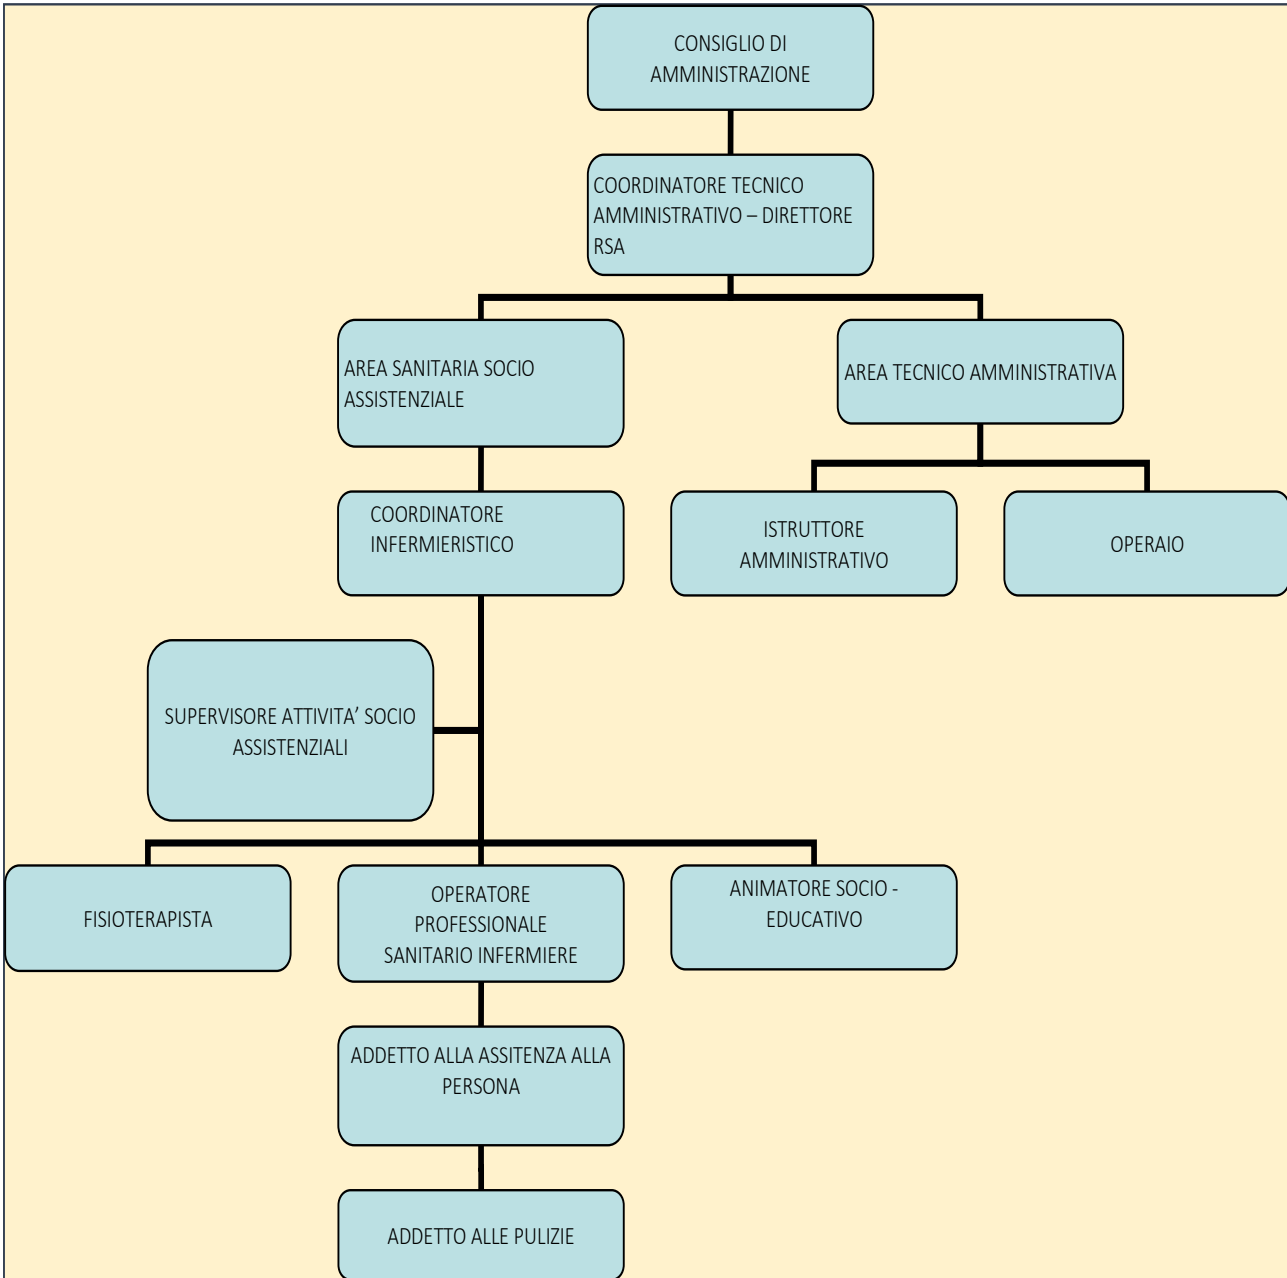 CONSIGLIO DI
AMMINISTRAZIONE
COORDINATORE TECNICO
AMMINISTRATIVO – DIRETTORE
RSA
AREA SANITARIA SOCIO
ASSISTENZIALE
AREA TECNICO AMMINISTRATIVA
COORDINATORE
INFERMIERISTICO
ISTRUTTORE
AMMINISTRATIVO
OPERAIO
SUPERVISORE ATTIVITA’ SOCIO
ASSISTENZIALI
FISIOTERAPISTA
OPERATORE
PROFESSIONALE
SANITARIO INFERMIERE
ANIMATORE SOCIO -
EDUCATIVO
ADDETTO ALLA ASSITENZA ALLA
PERSONA
ADDETTO ALLE PULIZIE